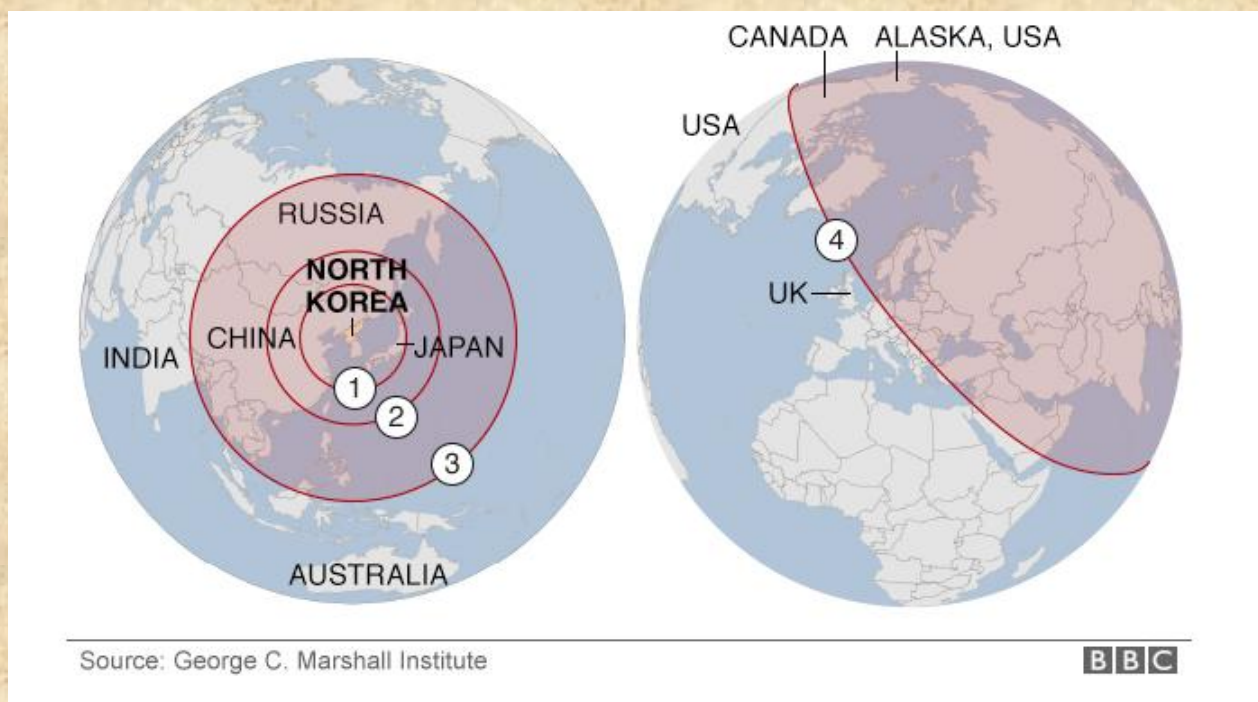 CANADA
ALASKA, USA
USA
RUSSIA
NORTH
KOREA
4
UK
CHINA
JAPAN
INDIA
1
2
3
AUSTRALIA
Source: George C. Marshall Institute
BBC